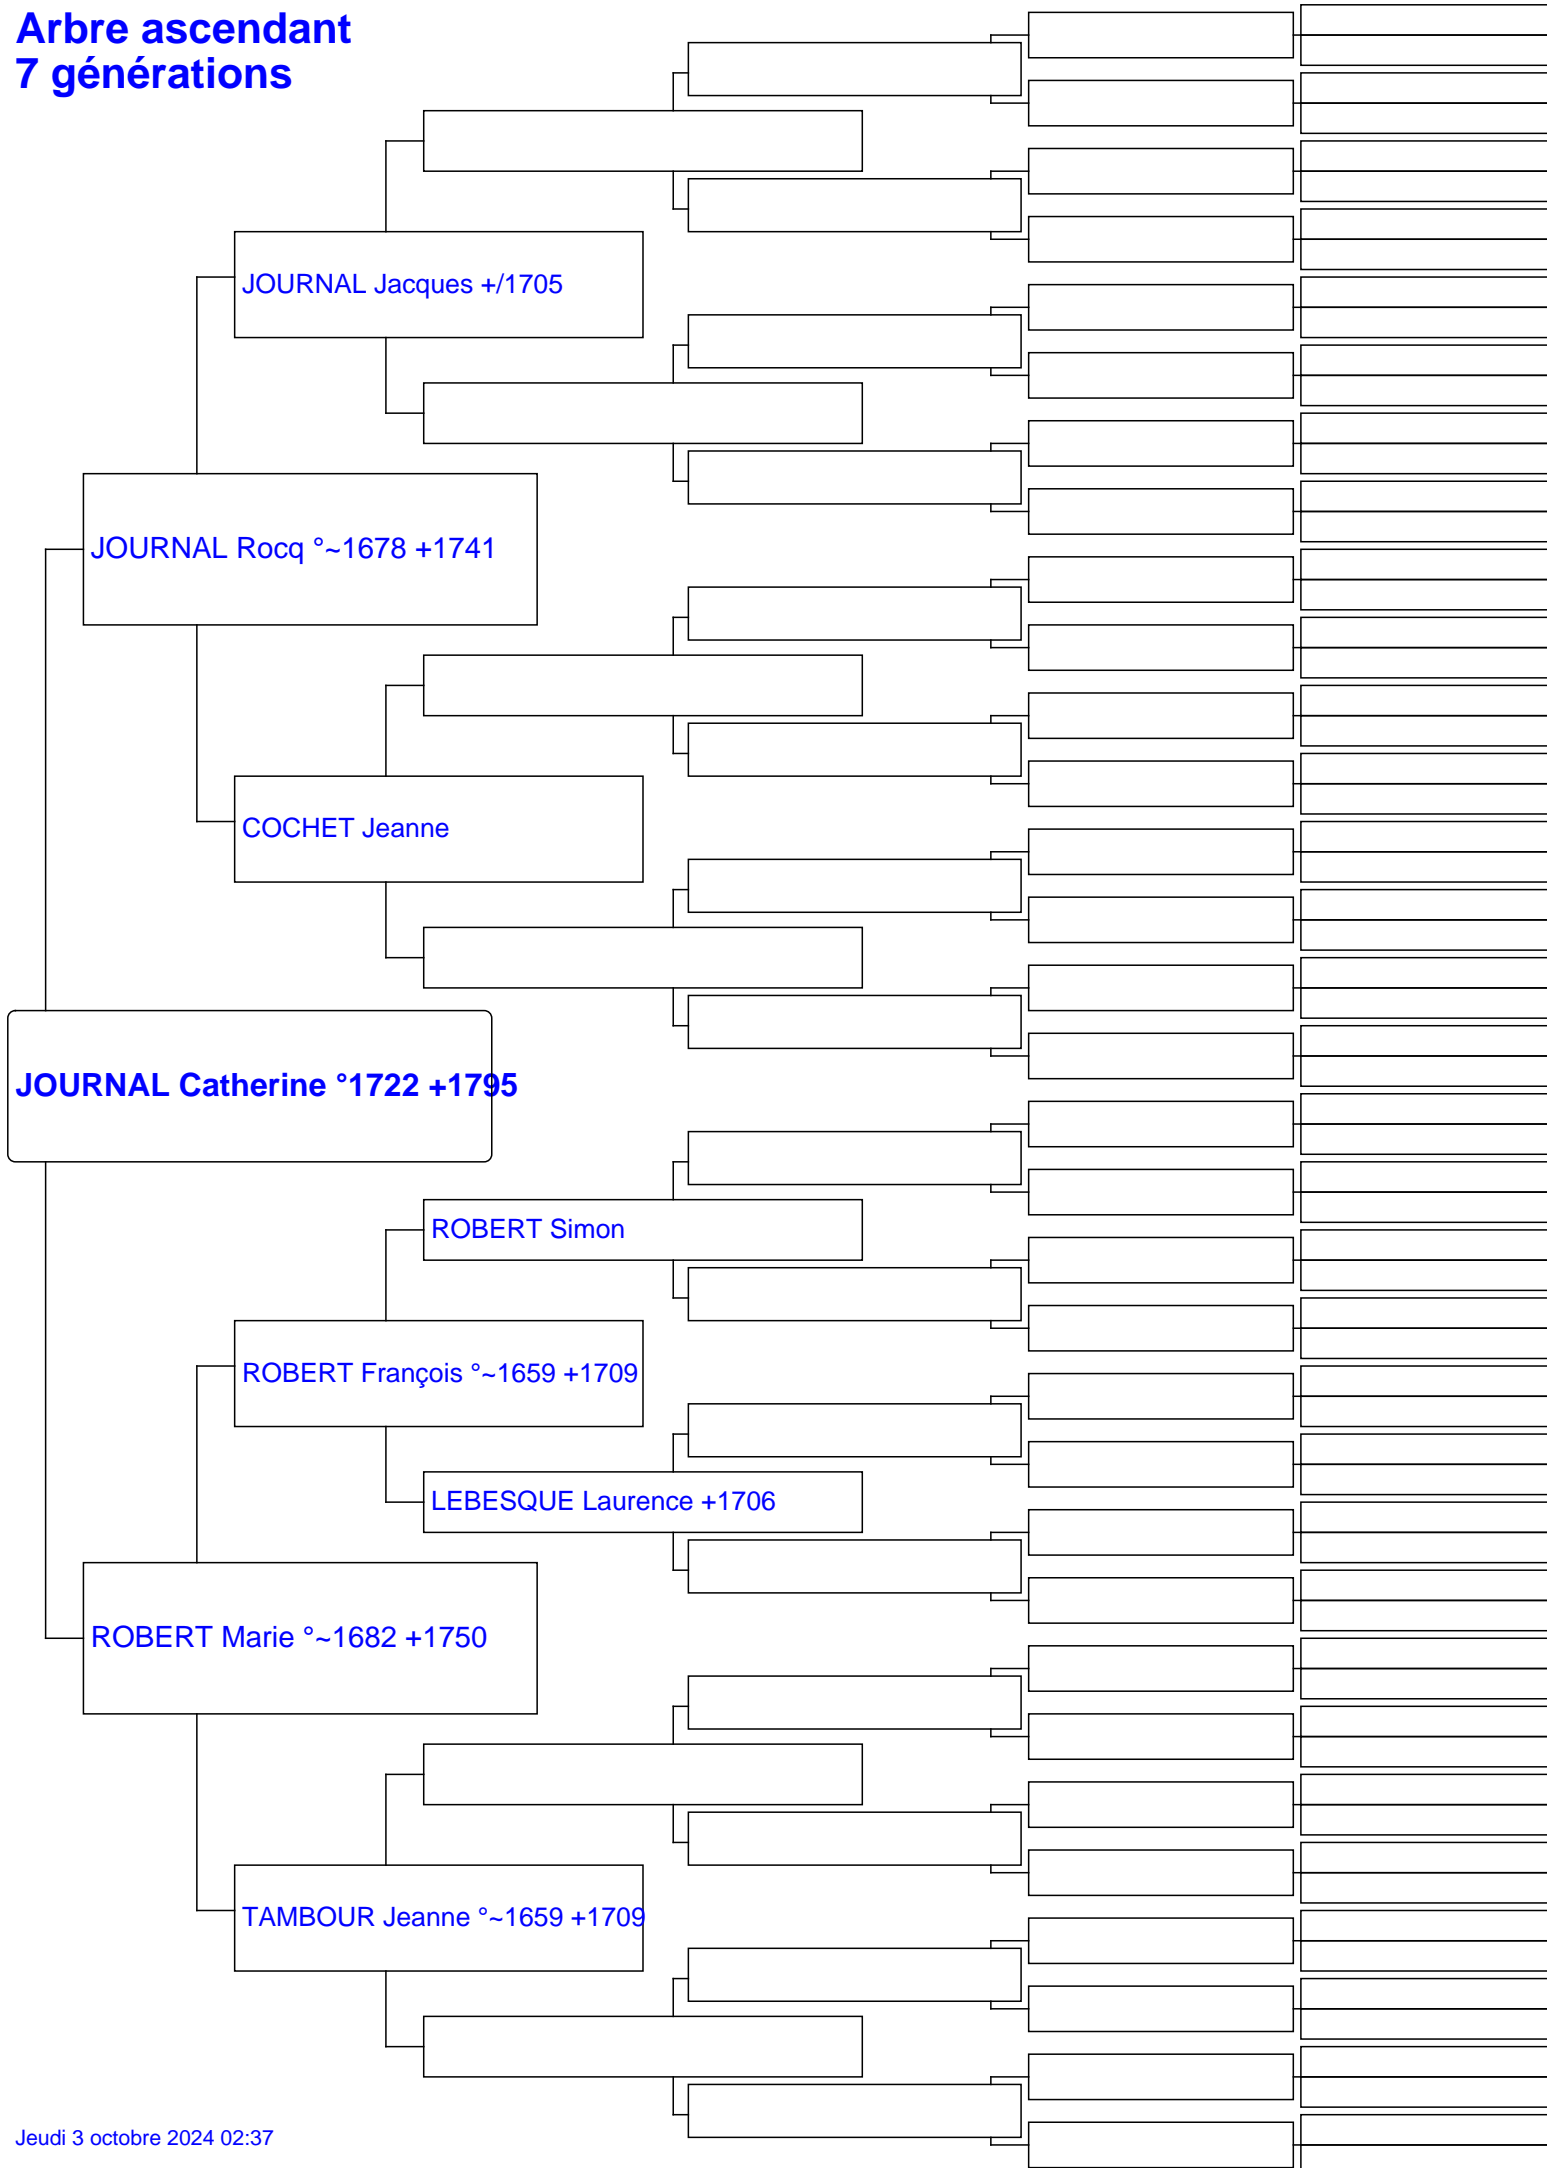 Arbre ascendant
7 générations
JOURNAL Jacques +/1705
JOURNAL Rocq °~1678 +1741
COCHET Jeanne
JOURNAL Catherine °1722 +1795
ROBERT Simon
ROBERT François °~1659 +1709
LEBESQUE Laurence +1706
ROBERT Marie °~1682 +1750
TAMBOUR Jeanne °~1659 +1709
Jeudi 3 octobre 2024 02:37